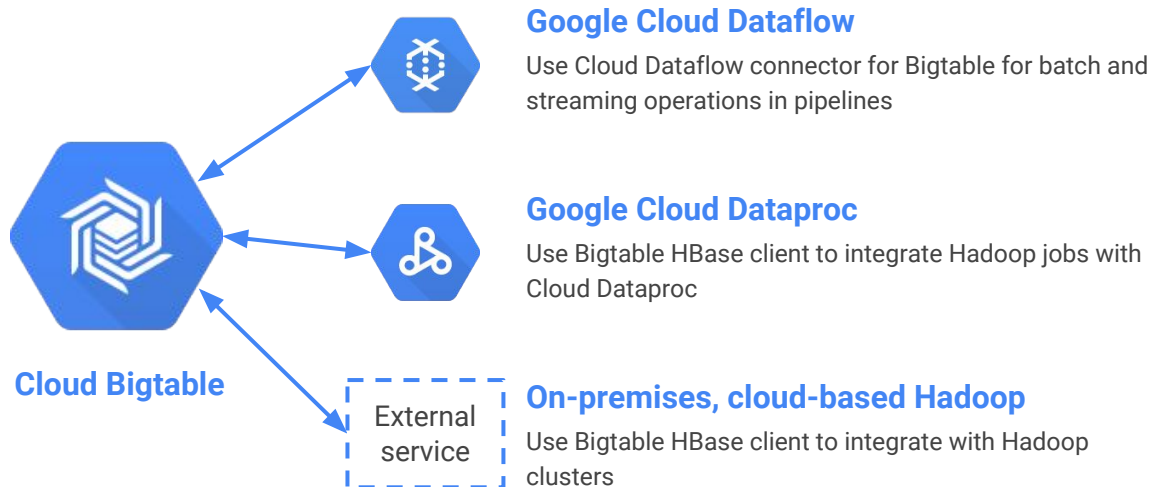 Google Cloud Dataflow
Use Cloud Dataflow connector for Bigtable for batch and
streaming operations in pipelines
Google Cloud Dataproc
Use Bigtable HBase client to integrate Hadoop jobs with
Cloud Dataproc
Cloud Bigtable
External
service
On-premises, cloud-based Hadoop
Use Bigtable HBase client to integrate with Hadoop
clusters